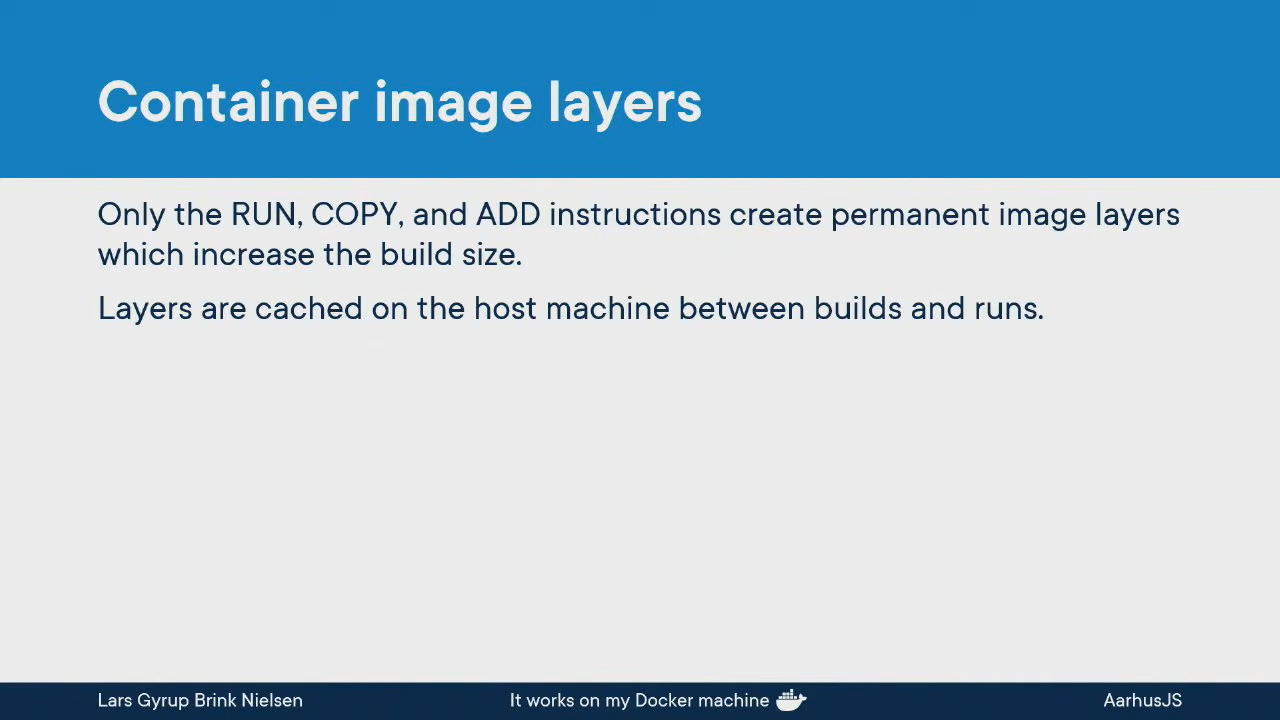 Container image layers
Only the RUN, COPY, and ADD instructions create permanent image layers
which increase the build size.
Layers are cached on the host machine between builds and runs.
Lars Gyrup Brink Nielsen
It works on my Docker machine
AarhusJS